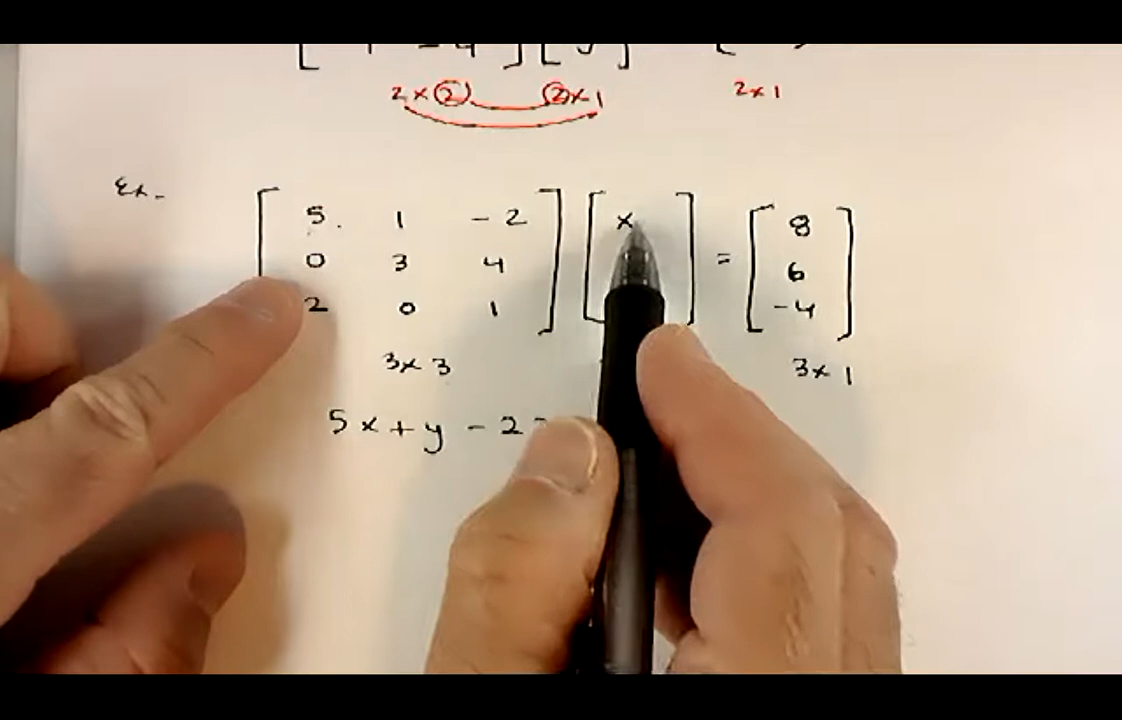 2 x 2 2 x 1 2 x 1
Ex.
5 1 - 2 x 8
0 3 4 = 6
2 0 1 - 4
3 x 3 3 x 1
5 x + y - 2